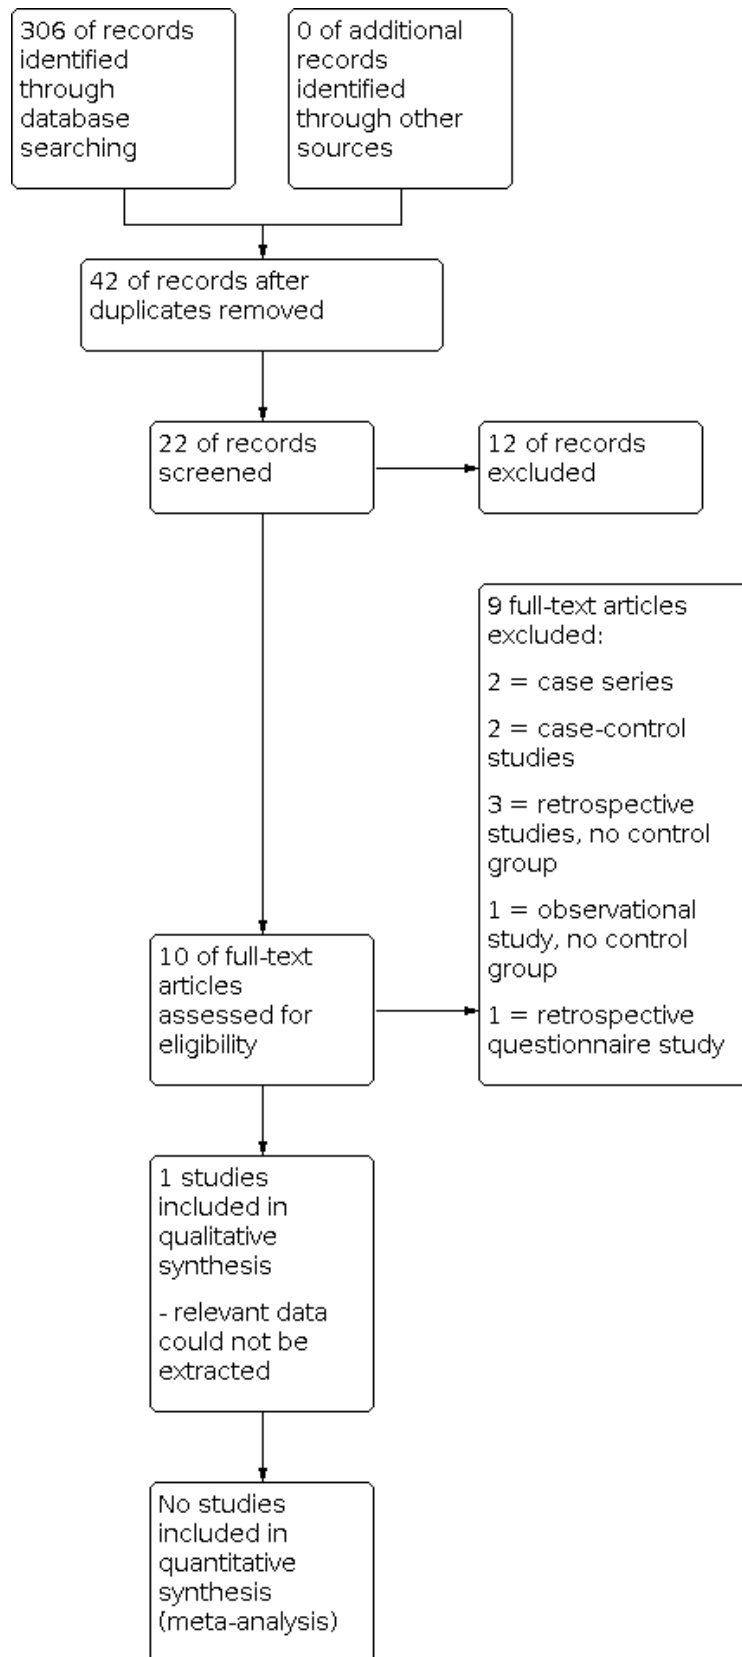 306 of records
identified
through
database
searching
0 of additional
records
identified
through other
sources
42 of records after
duplicates removed
22 of records
screened
12 of records
excluded
9 full-text articles
excluded:
2 = case series
2 = case-control
studies
3 = retrospective
studies, no control
group
1 = observational
study, no control
group
1 = retrospective
questionnaire study
10 of full-text
articles
assessed for
eligibility
1 studies
included in
qualitative
synthesis
- relevant data
could not be
extracted
No studies
included in
quantitative
synthesis
(meta-analysis)